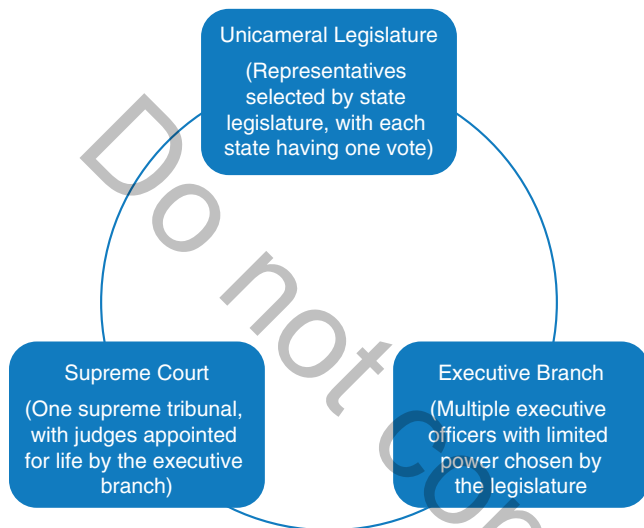 Unicameral Legislature
(Representatives
selected by state
legislature, with each
state having one vote)
Supreme Court
(One supreme tribunal,
with judges appointed
for life by the executive
branch)
Executive Branch
(Multiple executive
officers with limited
power chosen by
the legislature
Do not cop